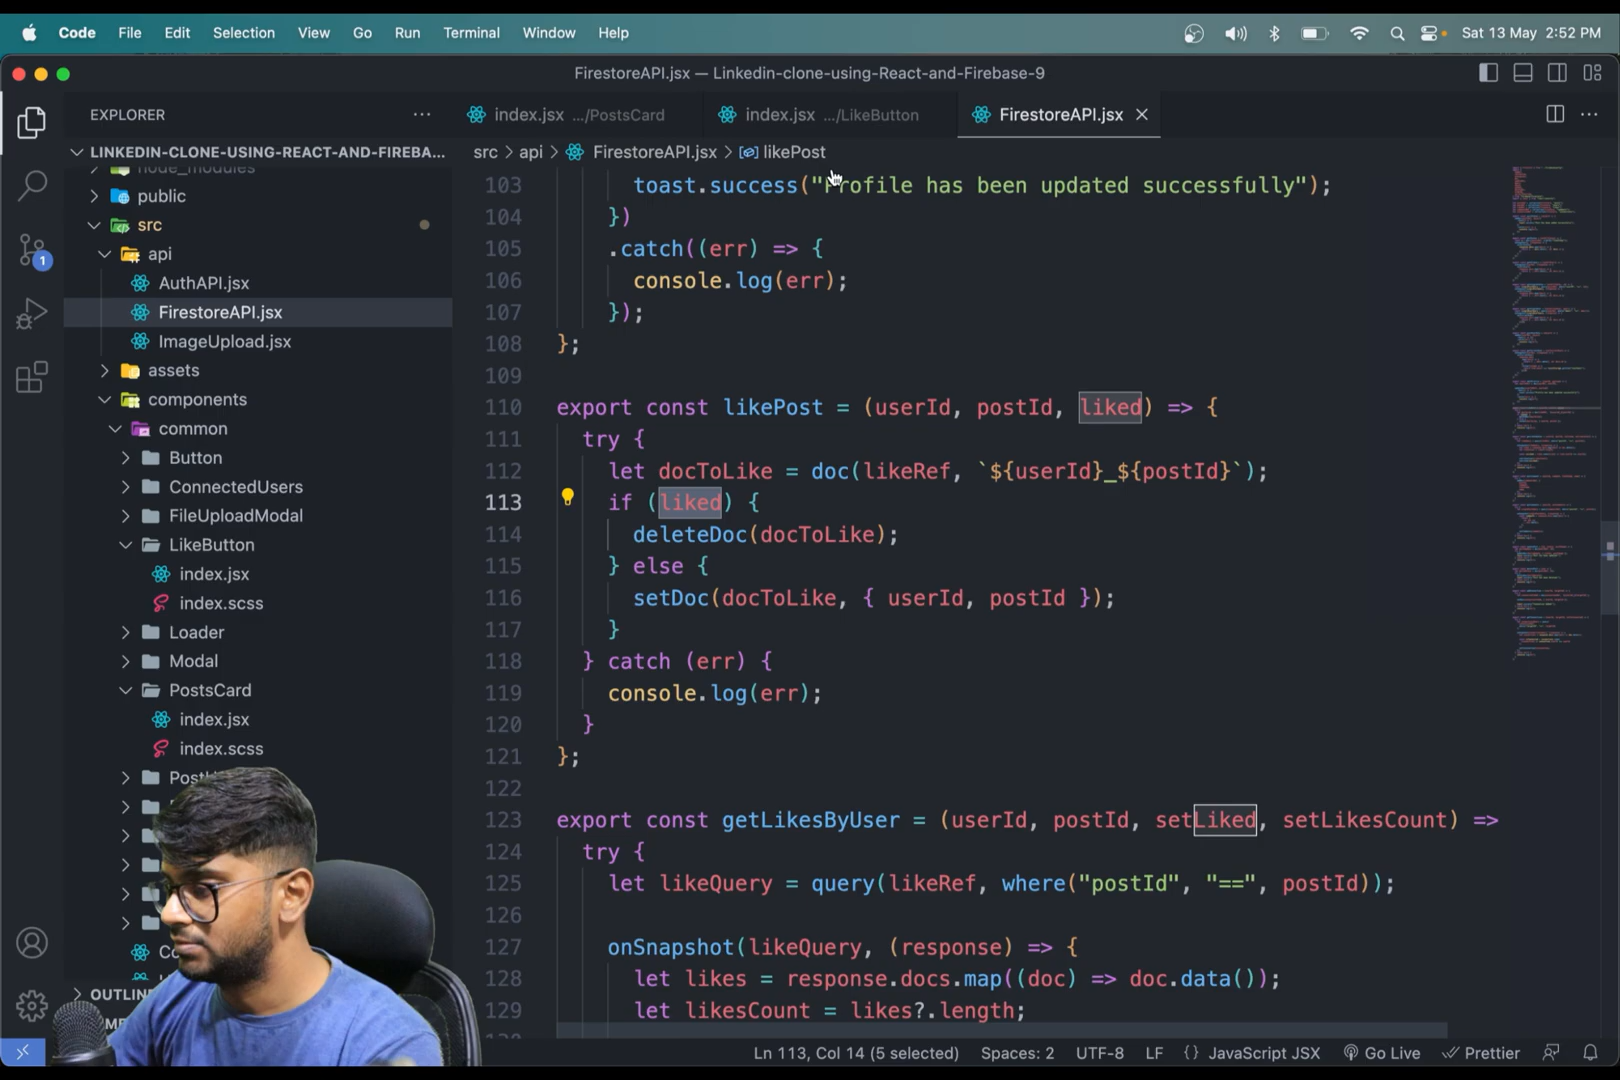 Code File Edit Selection View Go Run Terminal Window Help Sat 13 May 2:52 PM
FirestoreAPI.jsx — Linkedin-clone-using-React-and-Firebase-9
EXPLORER
index.jsx .../PostsCard
index.jsx .../LikeButton
FirestoreAPI.jsx
LINKEDIN-CLONE-USING-REACT-AND-FIREBA...
node_modules
public
src
api
AuthAPI.jsx
FirestoreAPI.jsx
ImageUpload.jsx
assets
components
common
Button
ConnectedUsers
FileUploadModal
LikeButton
index.jsx
index.scss
Loader
Modal
PostsCard
index.jsx
index.scss
OUTLIN
1
src > api > FirestoreAPI.jsx > likePost
103 toast.success("Profile has been updated successfully");
104 })
105 .catch((err) => {
106 console.log(err);
107 });
108 };
109
110 export const likePost = (userId, postId, liked) => {
111 try {
112 let docToLike = doc(likeRef, `${userId}_${postId}`);
113 if (liked) {
114 deleteDoc(docToLike);
115 } else {
116 setDoc(docToLike, { userId, postId });
117 }
118 } catch (err) {
119 console.log(err);
120 }
121 };
122
123 export const getLikesByUser = (userId, postId, setLiked, setLikesCount) =>
124 try {
125 let likeQuery = query(likeRef, where("postId", "==", postId));
126
127 onSnapshot(likeQuery, (response) => {
128 let likes = response.docs.map((doc) => doc.data());
129 let likesCount = likes?.length;
Ln 113, Col 14 (5 selected) Spaces: 2 UTF-8 LF {} JavaScript JSX Go Live Prettier